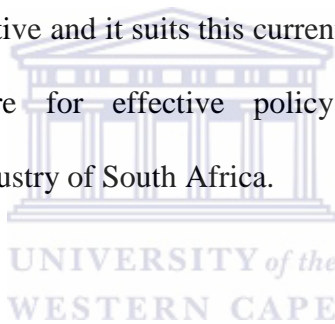 tive and it suits this curren
re for effective policy
ustry of South Africa.
UNIVERSITY of the
WESTERN CAPE